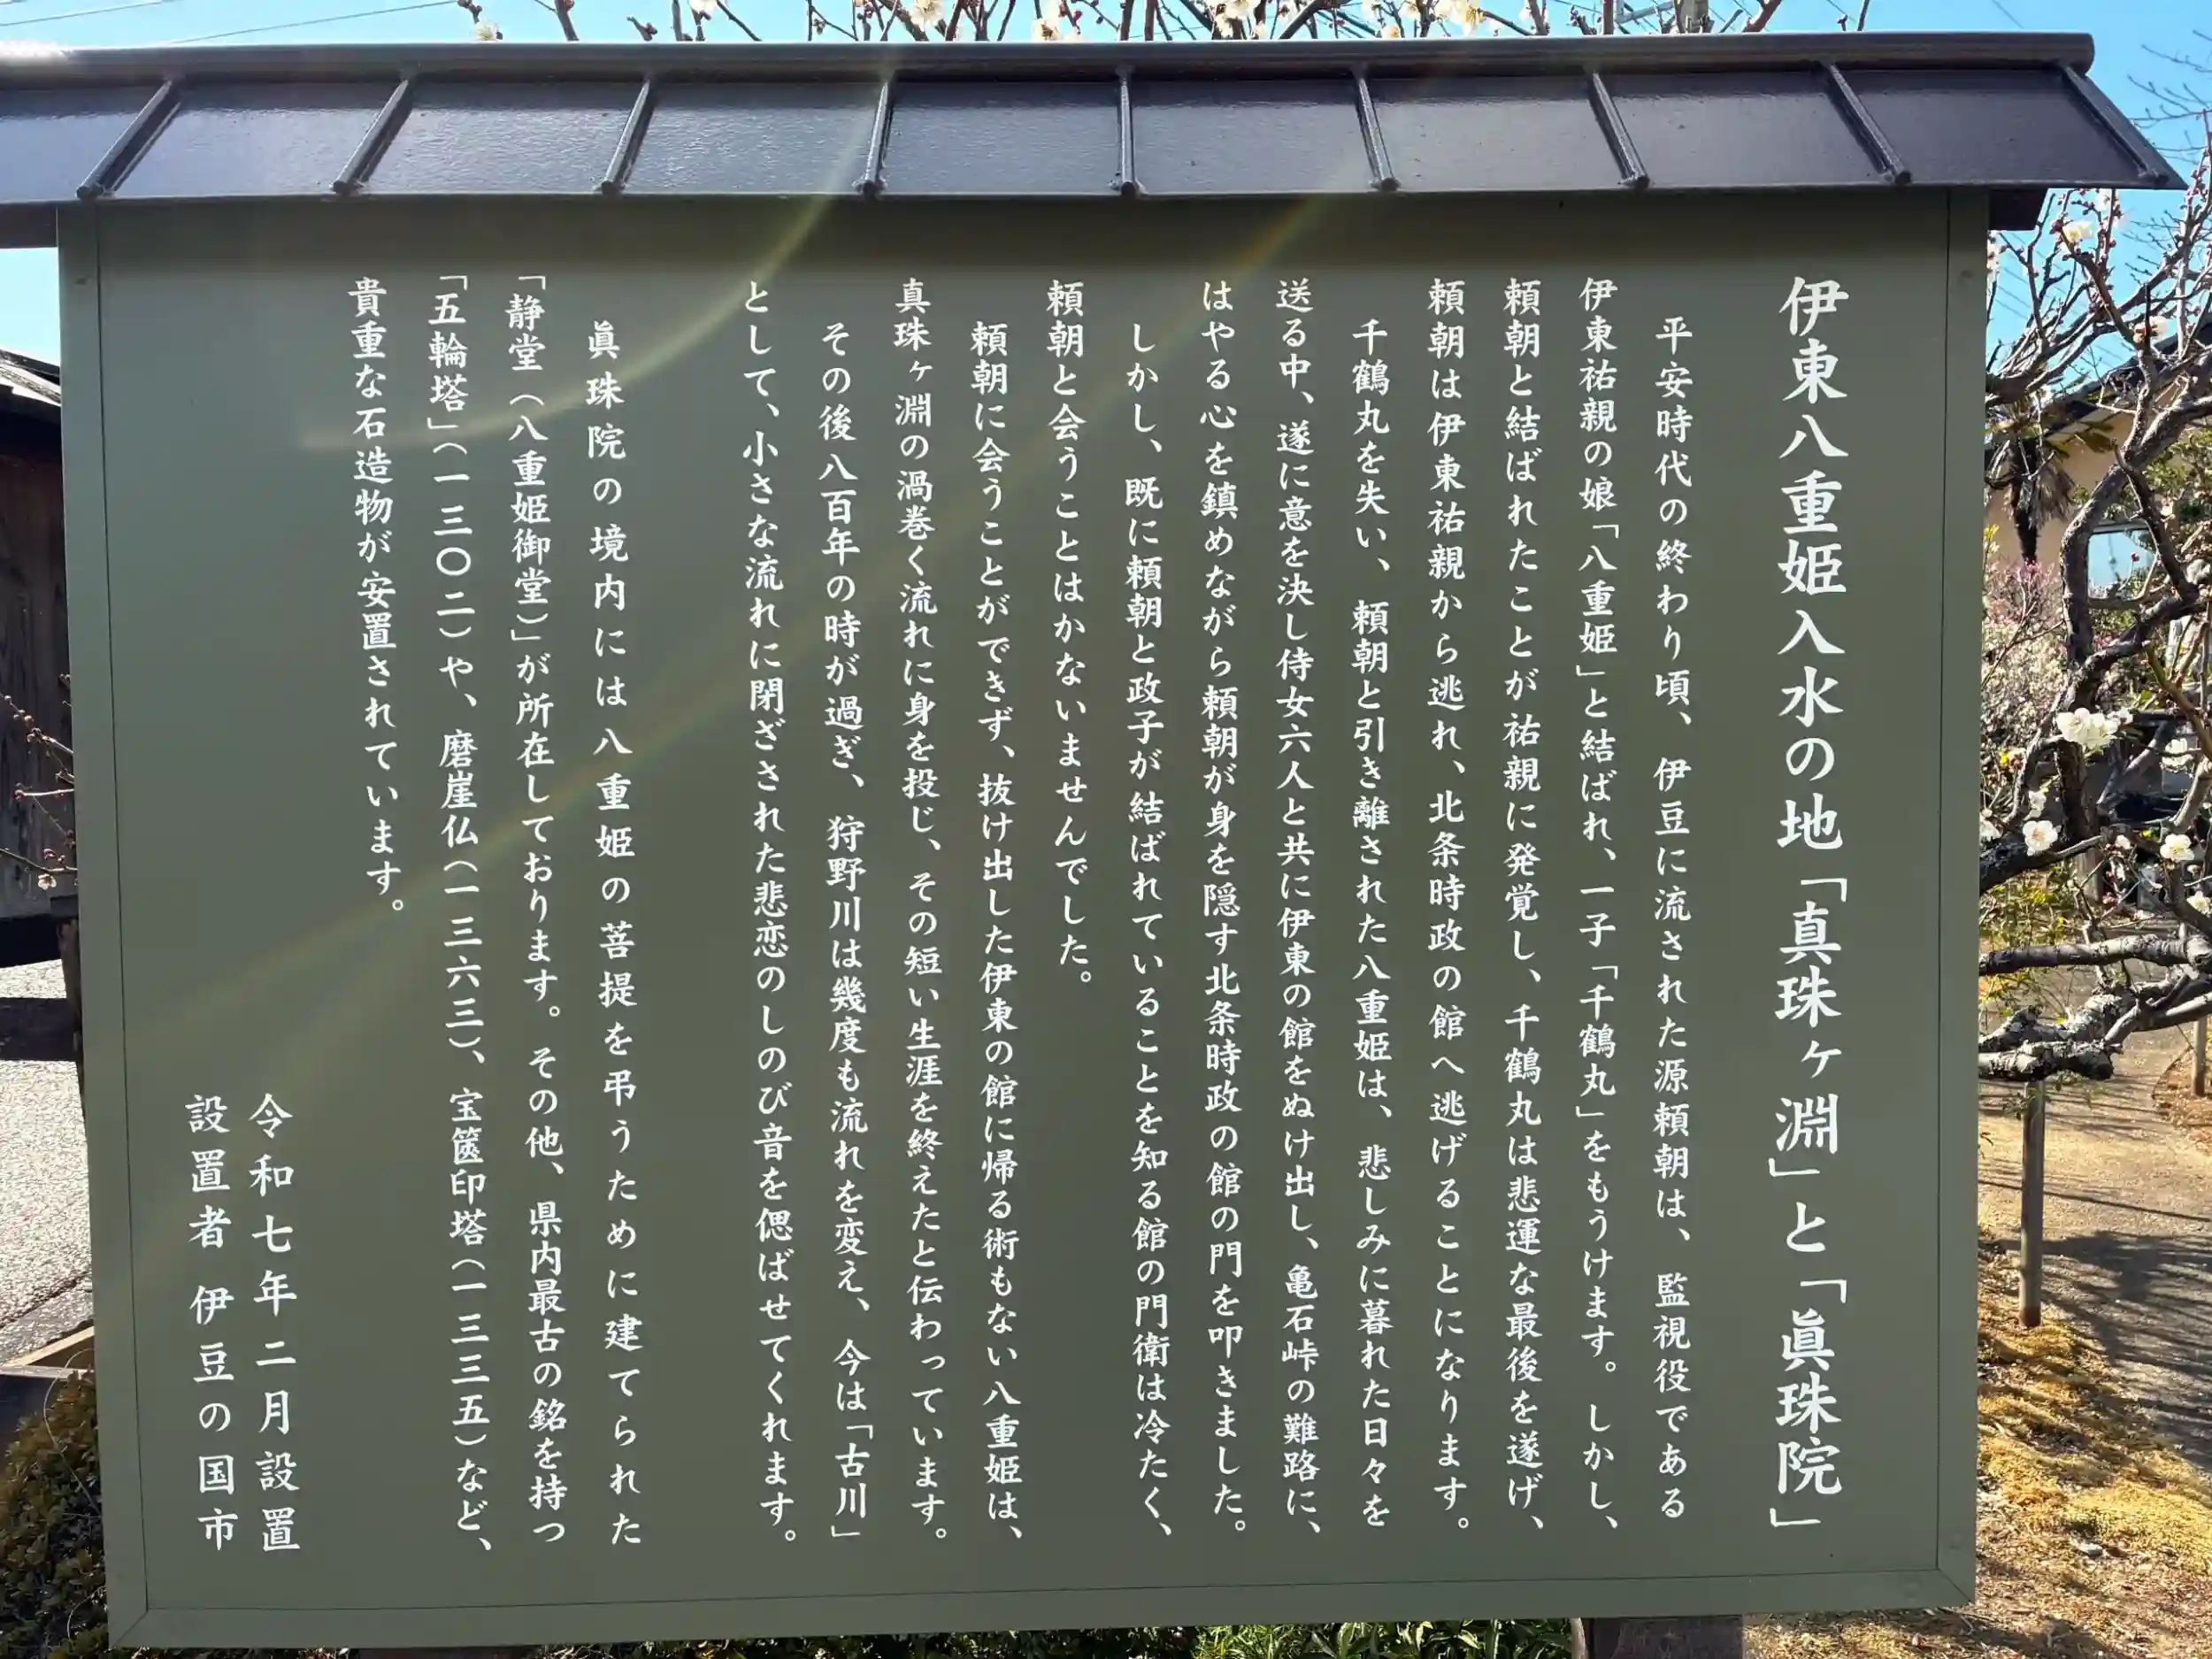 伊東八重姫入水の地「真珠ヶ淵」と「眞珠院」
平安時代の終わり頃、伊豆に流された源頼朝は、監視役である
伊東祐親の娘「八重姫」と結ばれ、一子「千鶴丸」をもうけます。しかし、
頼朝と結ばれたことが祐親に発覚し、千鶴丸は悲運な最後を遂げ、
頼朝は伊東祐親から逃れ、北条時政の館へ逃げることになります。
千鶴丸を失い、頼朝と引き離された八重姫は、悲しみに暮れた日々を
送る中、遂に意を決し侍女六人と共に伊東の館をぬけ出し、亀石峠の難路に、
はやる心を鎮めながら頼朝が身を隠す北条時政の館の門を叩きました。
しかし、既に頼朝と政子が結ばれていることを知る館の門衛は冷たく、
頼朝と会うことはかないませんでした。
頼朝に会うことができず、抜け出した伊東の館に帰る術もない八重姫は、
真珠ヶ淵の渦巻く流れに身を投じ、その短い生涯を終えたと伝わっています。
その後八百年の時が過ぎ、狩野川は幾度も流れを変え、今は「古川」
として、小さな流れに閉ざされた悲恋のしのび音を偲ばせてくれます。
眞珠院の境内には八重姫の菩提を弔うために建てられた
「静堂（八重姫御堂）」が所在しております。その他、県内最古の銘を持つ
「五輪塔」（一三〇二）や、磨崖仏（一三六三）、宝篋印塔（一三三五）など、
貴重な石造物が安置されています。
令和七年二月設置
設置者 伊豆の国市